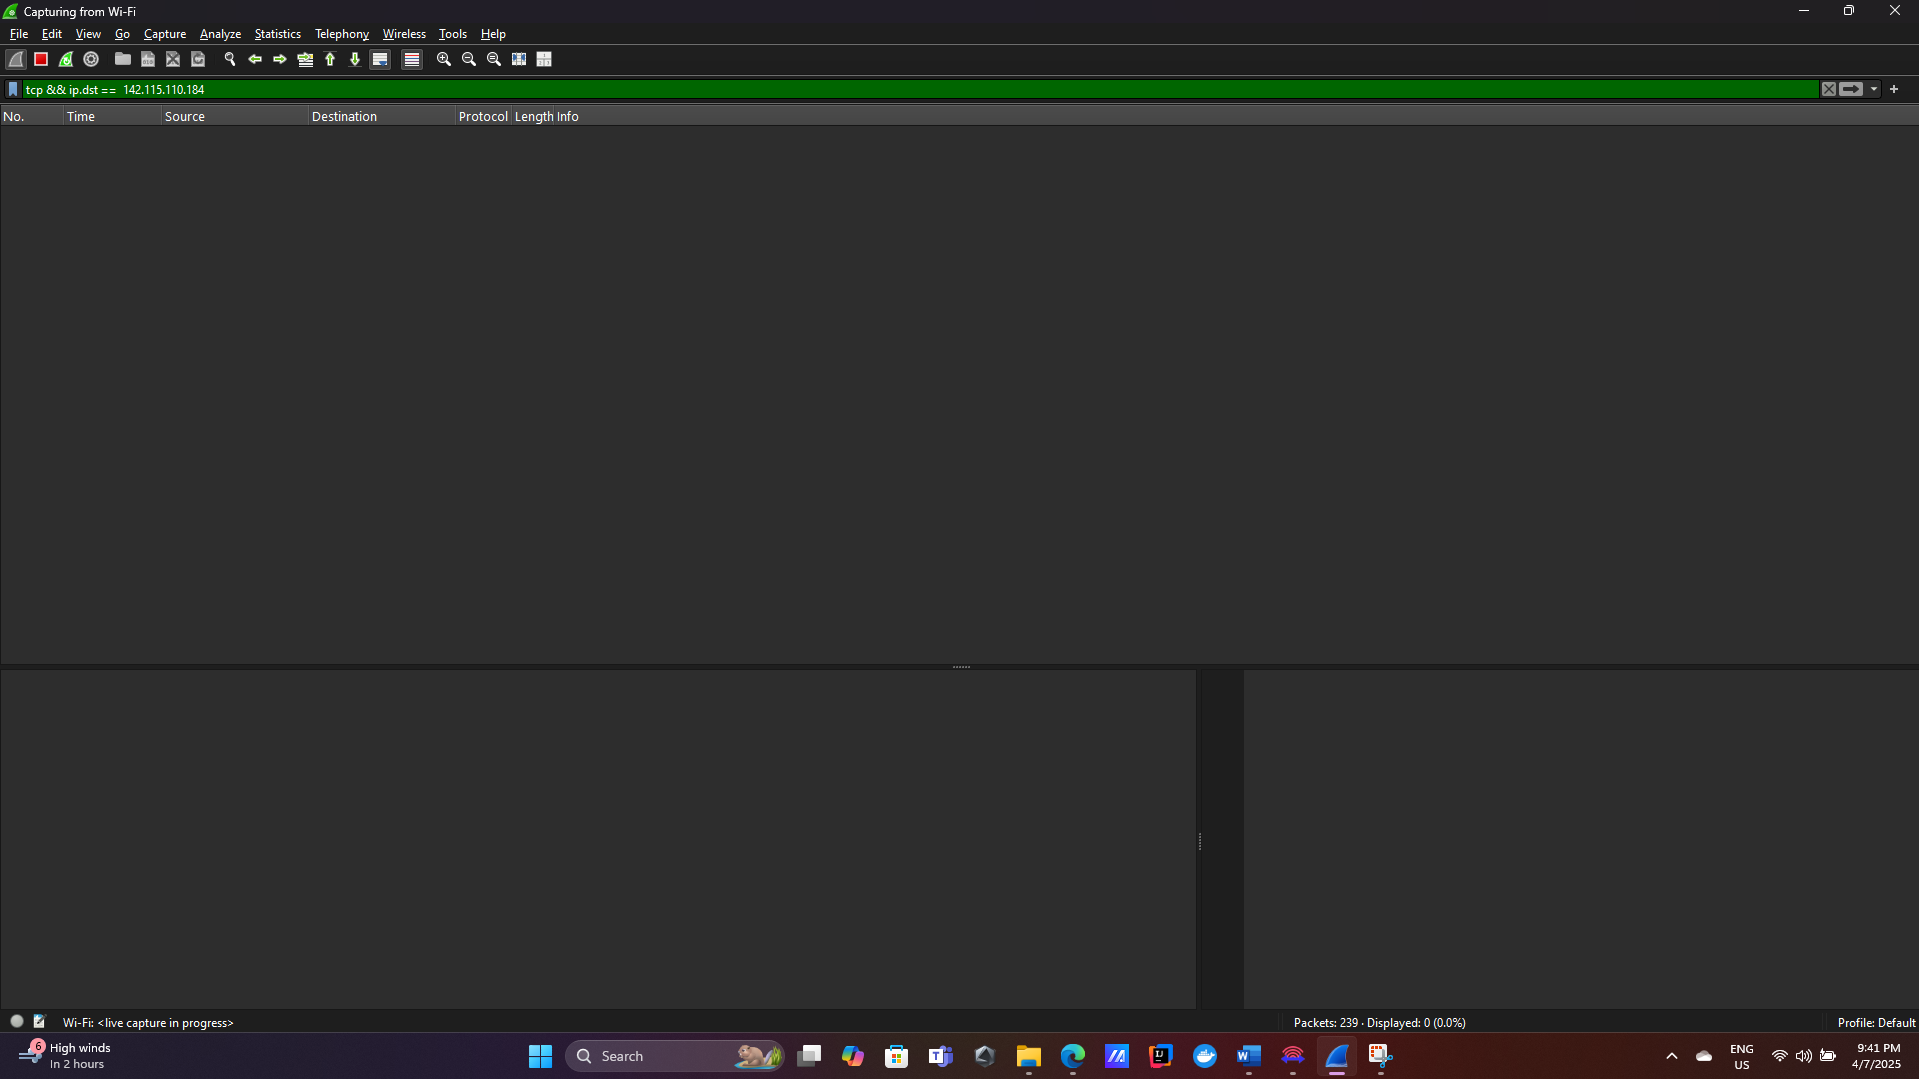 Capturing from Wi-Fi
File Edit View Go Capture Analyze Statistics Telephony Wireless Tools Help
tcp && ip.dst == 142.115.110.184
No. Time Source Destination Protocol Length Info
Wi-Fi: <live capture in progress>
Packets: 239 · Displayed: 0 (0.0%)
Profile: Default
6
High winds
In 2 hours
Search
ENG
US
9:41 PM
4/7/2025